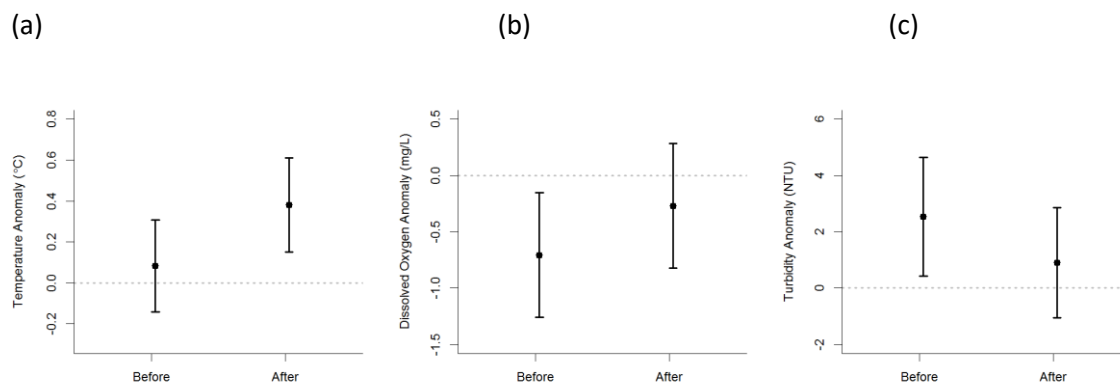 (a)
(b)
(c)
Temperature Anomaly (°C)
0.8
0.6
0.4
0.2
0.0
-0.2
Before
After
Dissolved Oxygen Anomaly (mg/L)
0.5
0.0
-0.5
-1.0
-1.5
Before
After
Turbidity Anomaly (NTU)
6
4
2
0
-2
Before
After